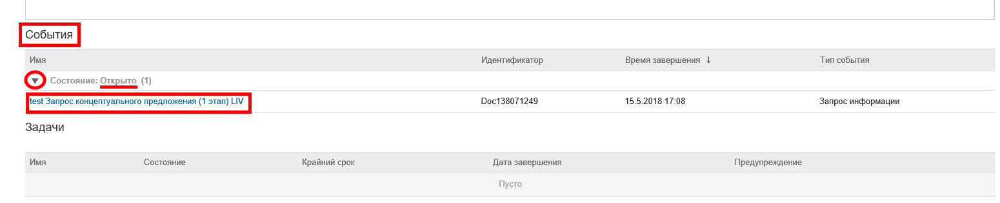 События
Имя Идентификатор Время завершения ↓ Тип события
Состояние: Открыто (1)
test Запрос концептуального предложения (1 этап) LIV Doc138071249 15.5.2018 17:08 Запрос информации
Задачи
Имя Состояние Крайний срок Дата завершения Предупреждение
Пусто